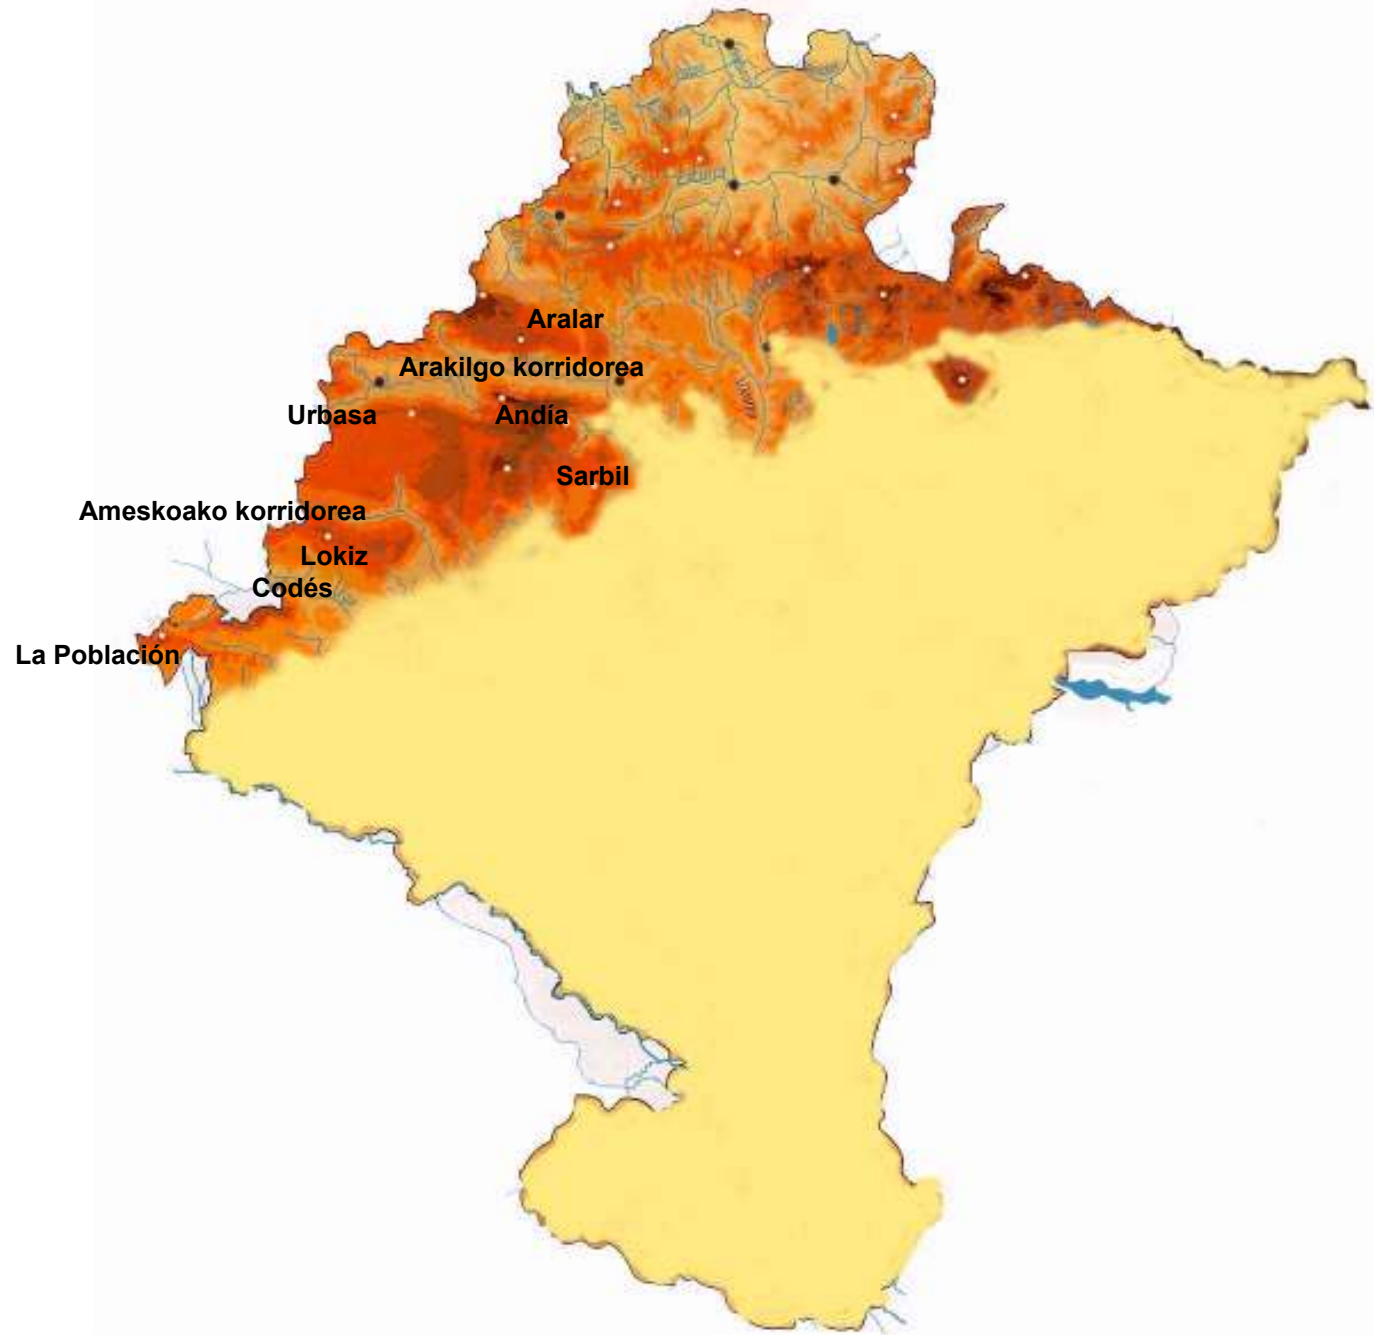 Aralar
Arakilgo korridorea
Urbasa
Andía
Sarbil
Ameskoako korridorea
Lokiz
Codés
La Población